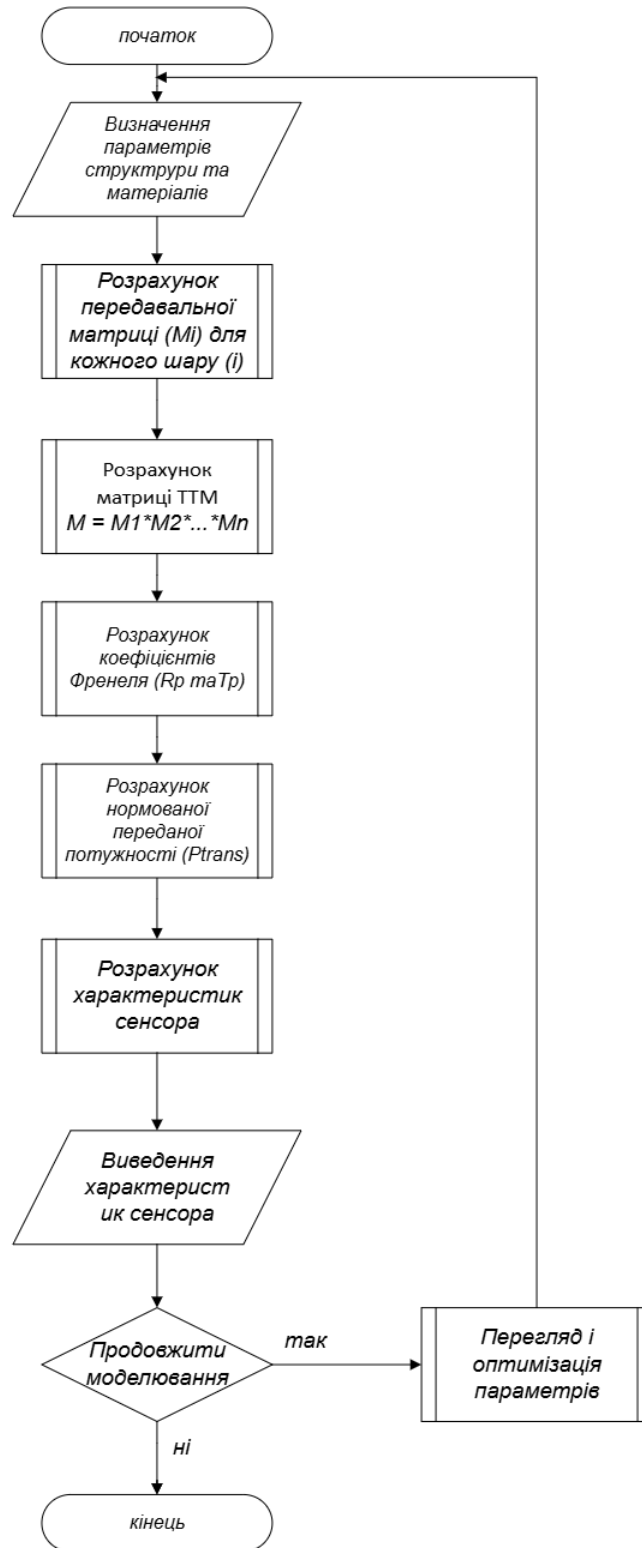 початок
Визначення
параметрів
структрури та
матеріалів
Розрахунок
передавальної
матриці (Mi) для
кожного шару (i)
Розрахунок
матриці ТТМ
M = M1*M2*...*Mn
Розрахунок
коефіцієнтів
Френеля (Rp таTp)
Розрахунок
нормованої
переданої
потужності (Ptrans)
Розрахунок
характеристик
сенсора
Виведення
характерист
ик сенсора
Продовжити
моделювання
так
Перегляд і
оптимізація
параметрів
ні
кінець